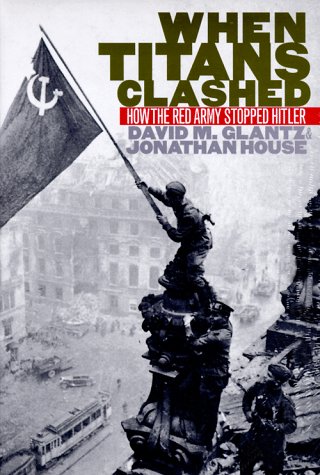 WHEN
TITANS
CLASHED
HOW THE RED ARMY STOPPED HITLER
DAVID M. GLANTZ &
JONATHAN HOUSE